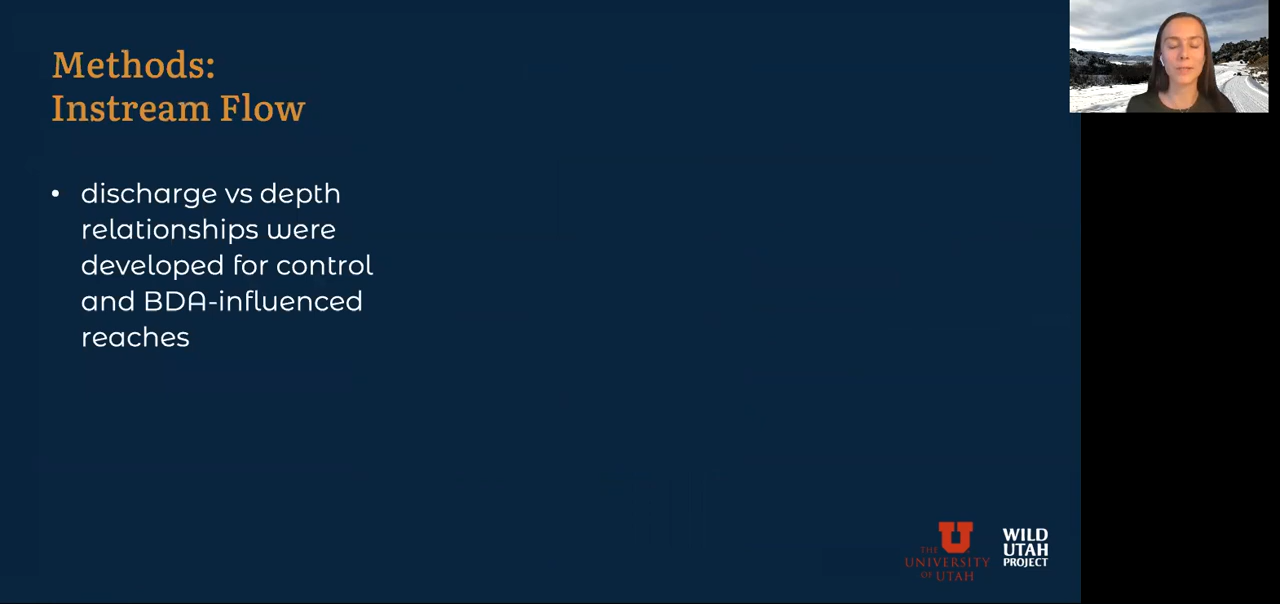 Methods:
Instream Flow
• discharge vs depth
relationships were
developed for control
and BDA-influenced
reaches
THE
UNIVERSITY
OF UTAH
WILD
UTAH
PROJECT